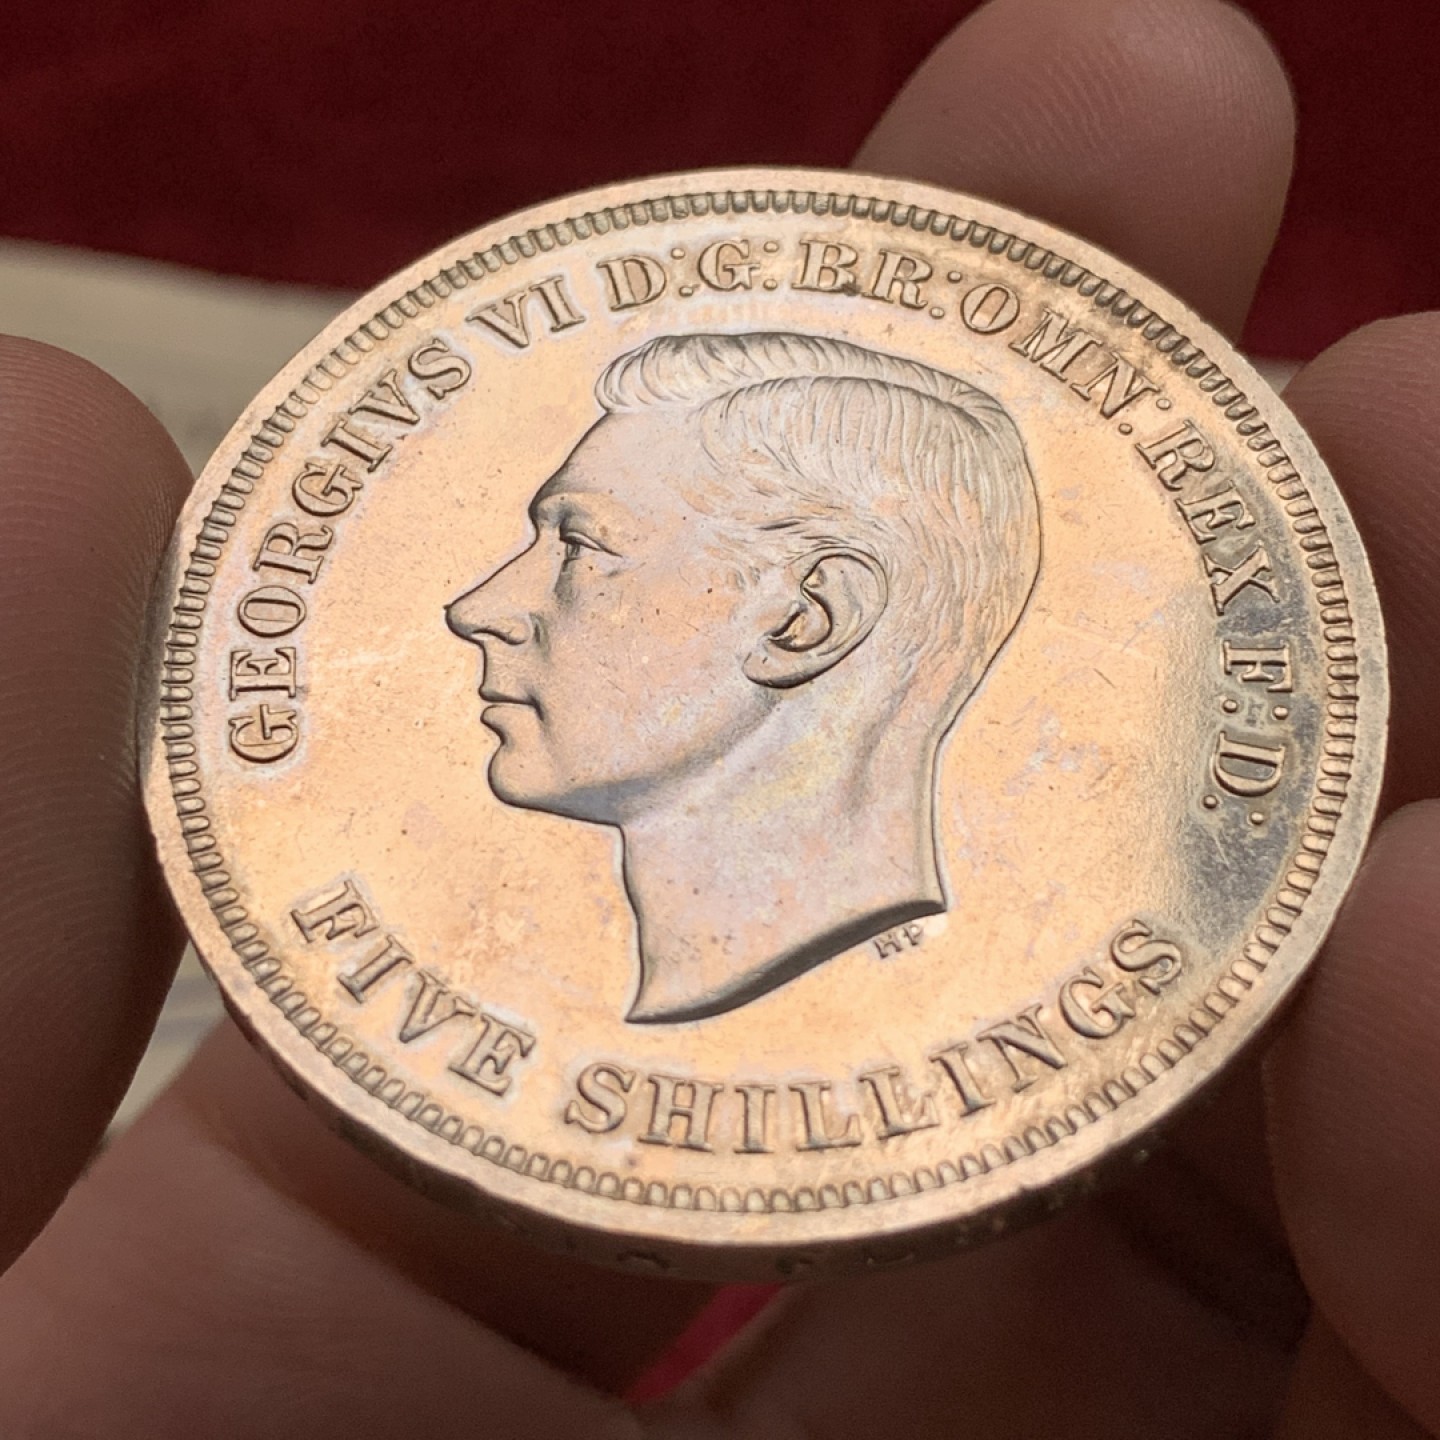 GEORGIVS VI D:G:BR:OMN:REX F:D:
HP
FIVE SHILLINGS